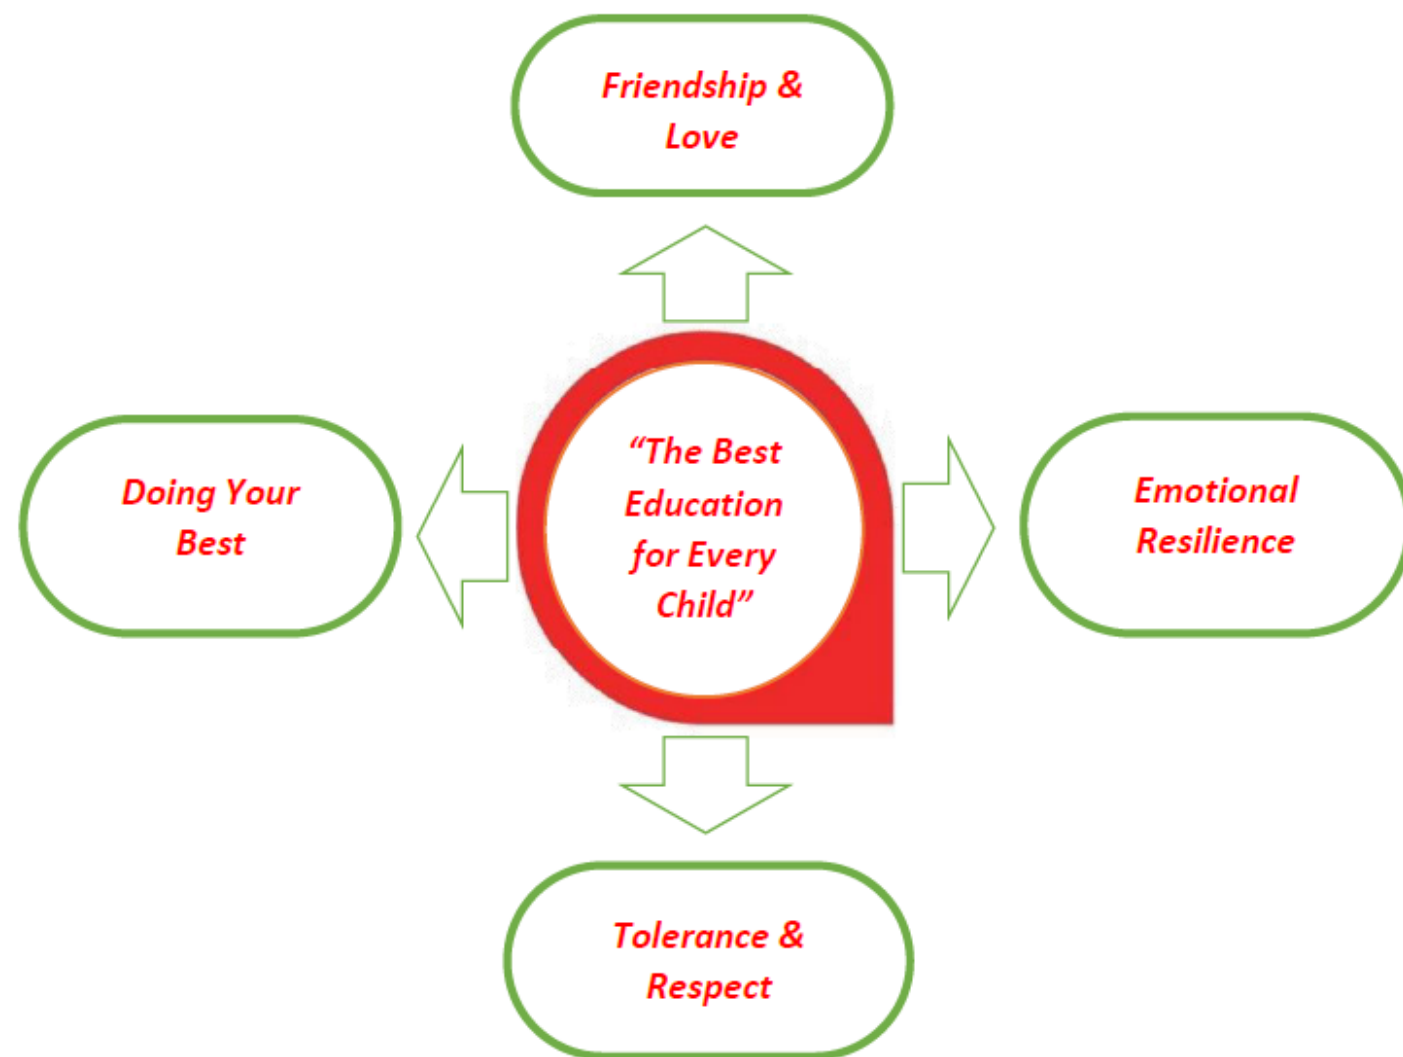 Friendship &
Love
“The Best
Education
for Every
Child”
Doing Your
Best
Emotional
Resilience
Tolerance &
Respect